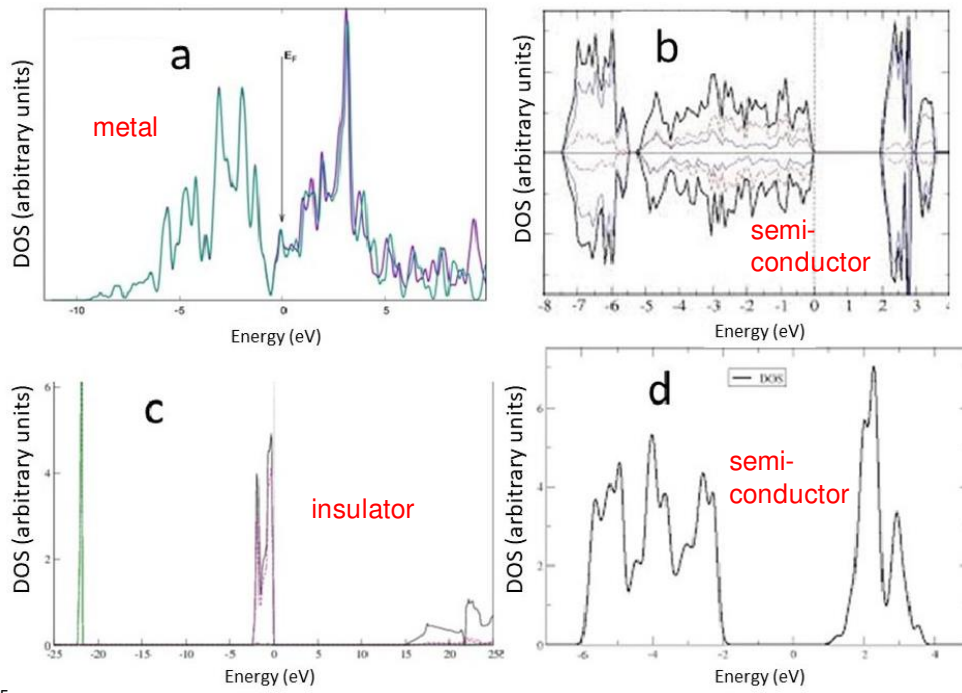 a
E_F
metal
DOS (arbitrary units)
-10 -5 0 5
Energy (eV)
b
semi-
conductor
DOS (arbitrary units)
-8 -7 -6 -5 -4 -3 -2 -1 0 1 2 3 4
Energy (eV)
c
6
4
2
0
insulator
DOS (arbitrary units)
-25 -20 -15 -10 -5 0 5 10 15 20 25
Energy (eV)
d
DOS
6
4
2
0
semi-
conductor
DOS (arbitrary units)
-6 -4 -2 0 2 4
Energy (eV)